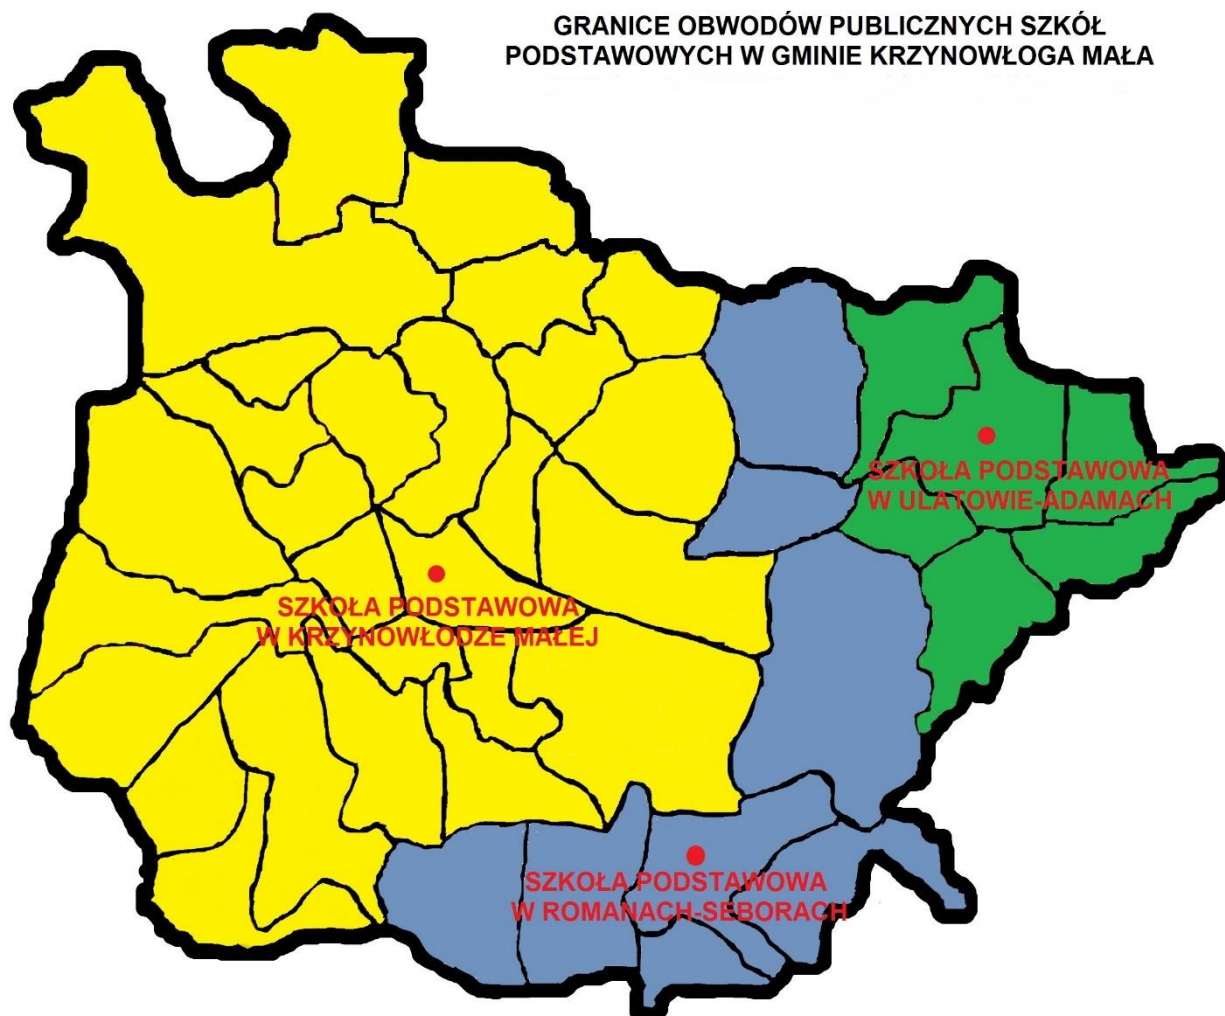 GRANICE OBWODÓW PUBLICZNYCH SZKÓŁ
PODSTAWOWYCH W GMINIE KRZYNOWŁOGA MAŁA
SZKOŁA PODSTAWOWA
W ULATOWIE-ADAMACH
SZKOŁA PODSTAWOWA
W KRZYNOWŁODZE MAŁEJ
SZKOŁA PODSTAWOWA
W ROMANACH-SEBORACH